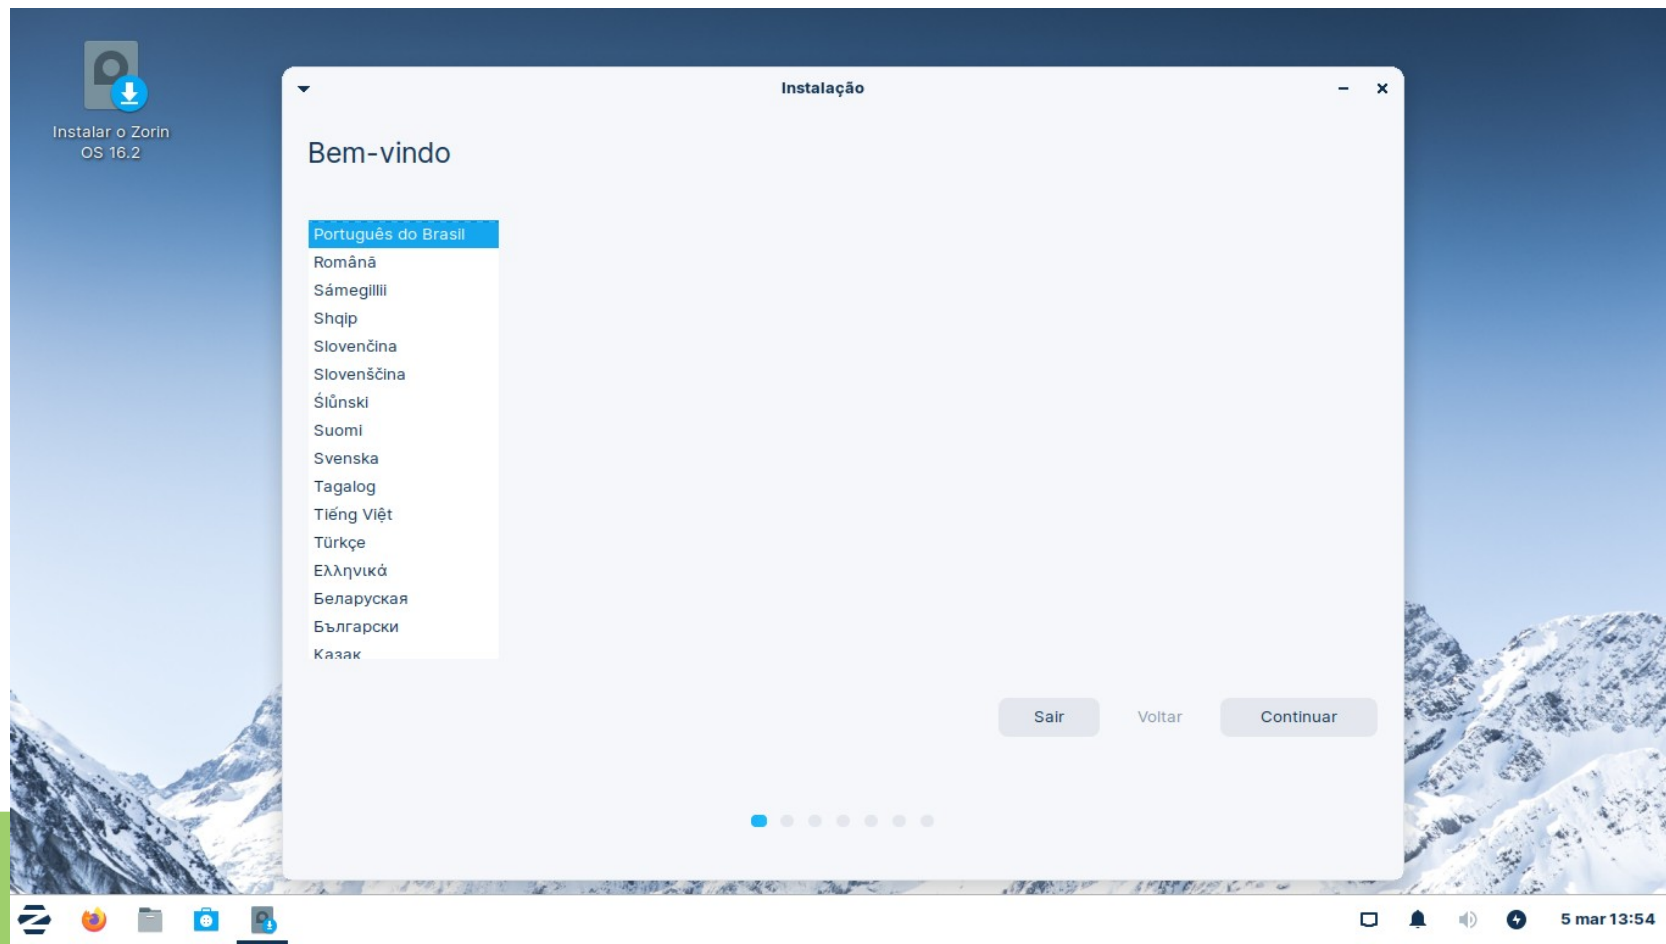 Instalar o Zorin
OS 16.2
Instalação
Bem-vindo
Português do Brasil
Română
Sámegillii
Shqip
Slovenčina
Slovenščina
Ślůnski
Suomi
Svenska
Tagalog
Tiếng Việt
Türkçe
Ελληνικά
Беларуская
Български
Казак
Sair
Voltar
Continuar
5 mar 13:54